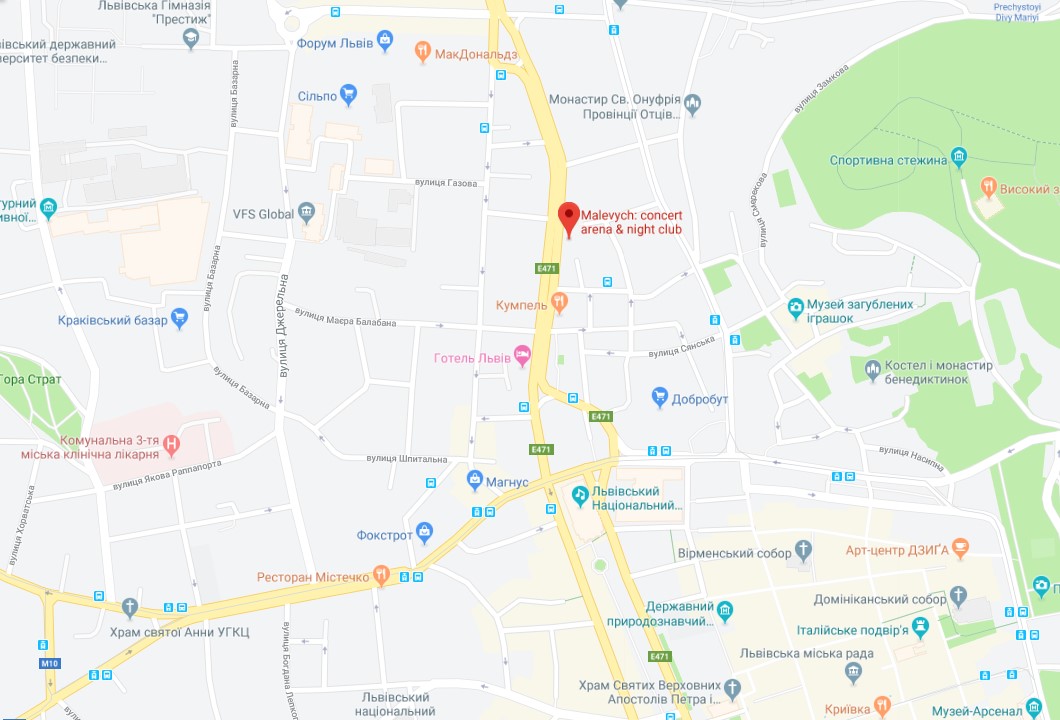 Львівська Гімназія
"Престиж"
Prechystoyi
Divy Mariyi
Форум Львів
МакДональдз
державний
безпеки...
вулиця Базарна
Сільпо
Монастир Св. Онуфрія
Провінції Отців...
вулиця Замкова
Спортивна стежина
Високий
вулиця Газова
VFS Global
Malevych: concert
arena & night club
вулиця Смерекова
вулиця Базарна
E471
вулиця Джерельна
Кумпель
Музей загублених
іграшок
Краківський базар
вулиця Маєра Балабана
вулиця Сянська
Готель Львів
Костел і монастир
бенедиктинок
Гора Страт
вулиця Базарна
Добробут
E471
Комунальна 3-тя
міська клінічна лікарня
E471
вулиця Шпитальна
вулиця Насипна
вулиця Якова Раппапорта
Магнус
Львівський
Національний...
вулиця Хорватська
Фокстрот
Вірменський собор
Арт-центр ДЗИҐА
Ресторан Містечко
Домініканський собор
Державний
природознавчий...
Храм святої Анни УГКЦ
Італійське подвір'я
вулиця Богдана Лепкого
Львівська міська рада
E471
M10
Храм Святих Верховних
Апостолів Петра і...
Львівський
національний
Криївка
Музей-Арсенал